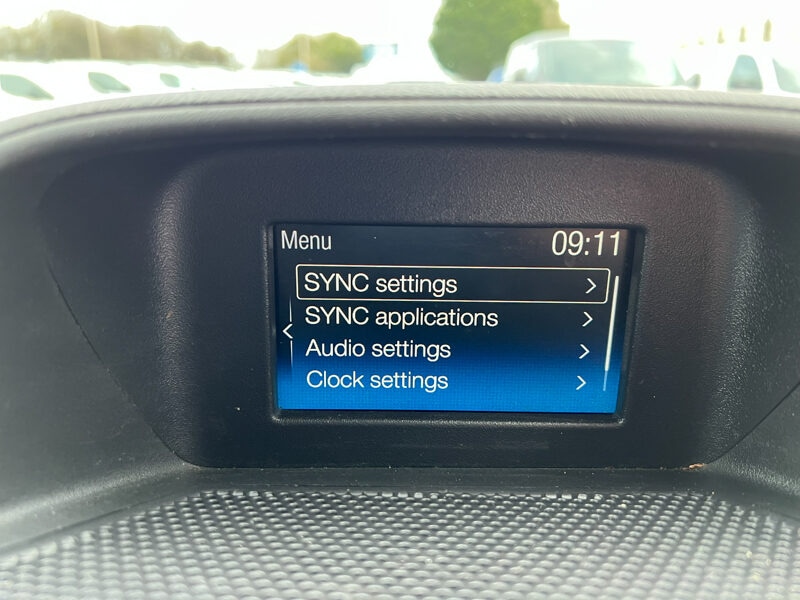 Menu 09:11
SYNC settings
SYNC applications
Audio settings
Clock settings